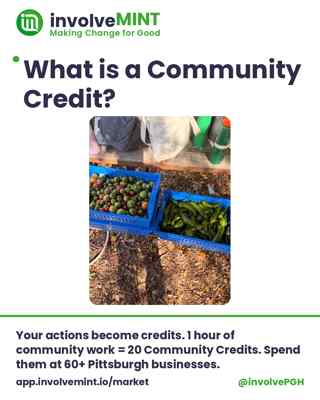 involveMINT
Making Change for Good
What is a Community
Credit?
Your actions become credits. 1 hour of
community work = 20 Community Credits. Spend
them at 60+ Pittsburgh businesses.
app.involvemint.io/market
@involvePGH